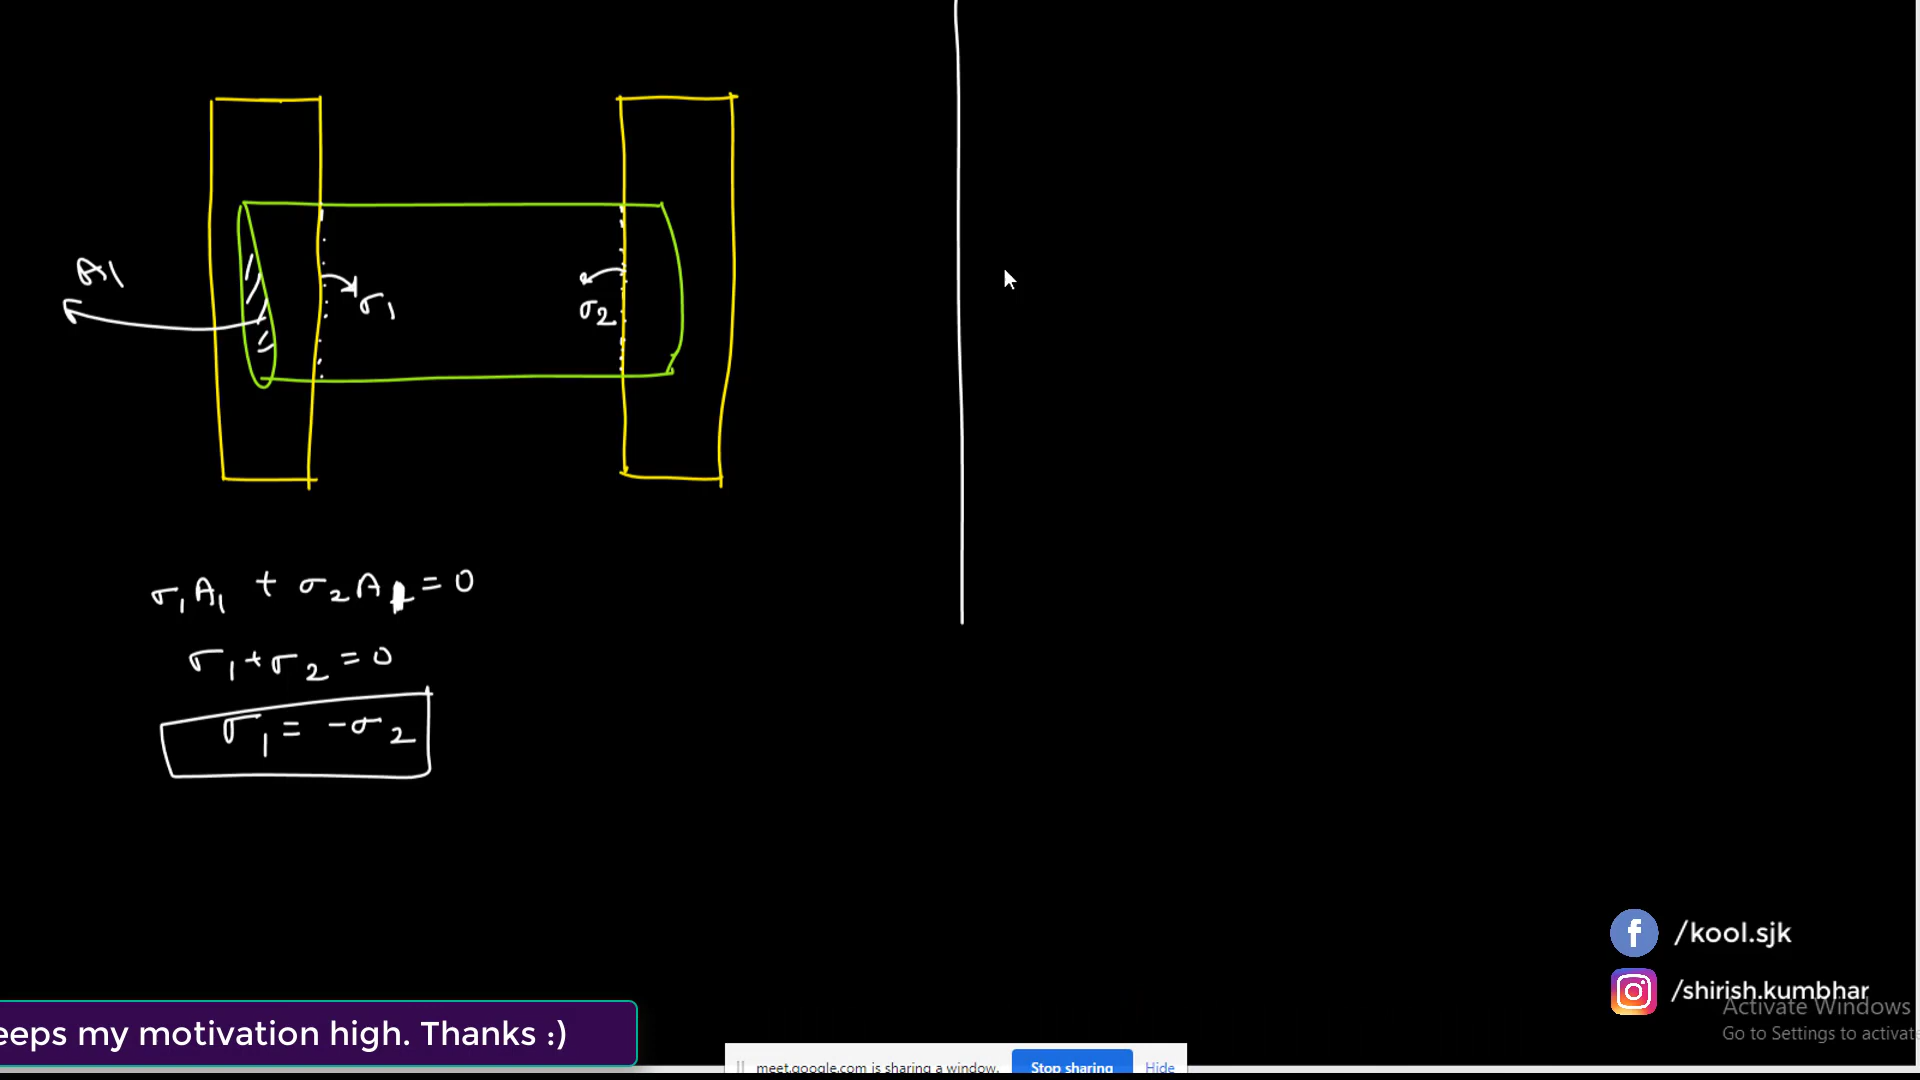 A1
σ1
σ2
σ1A1 + σ2A1 = 0
σ1 + σ2 = 0
σ1 = -σ2
/kool.sjk
/shirish.kumbhar
Activate Windows
Go to Settings to activat
eeps my motivation high. Thanks :)
meet.google.com is sharing a window.
Stop sharing
Hide